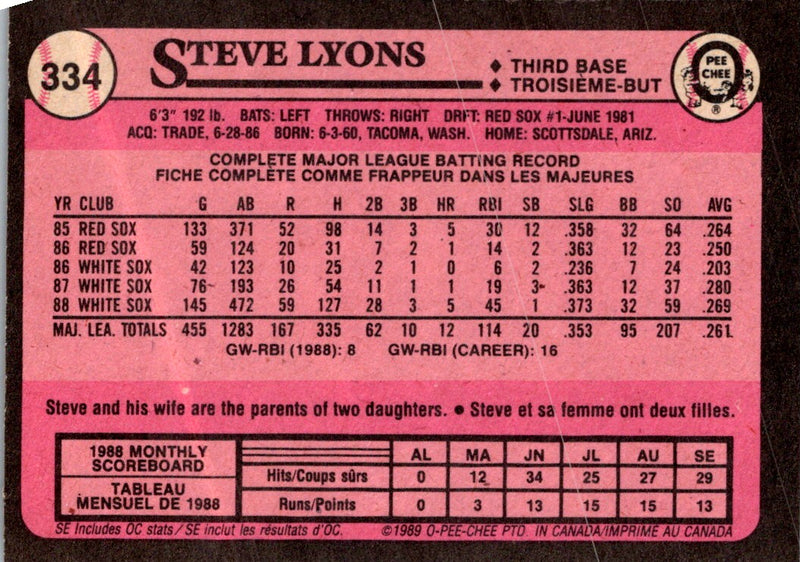 334
STEVE LYONS
♦ THIRD BASE
♦ TROISIÈME-BUT
O
PEE
CHEE
®
6'3" 192 lb. BATS: LEFT THROWS: RIGHT DRFT: RED SOX #1-JUNE 1981
ACQ: TRADE, 6-28-86 BORN: 6-3-60, TACOMA, WASH. HOME: SCOTTSDALE, ARIZ.
COMPLETE MAJOR LEAGUE BATTING RECORD
FICHE COMPLÈTE COMME FRAPPEUR DANS LES MAJEURES
YR CLUB G AB R H 2B 3B HR RBI SB SLG BB SO AVG
85 RED SOX 133 371 52 98 14 3 5 30 12 .358 32 64 .264
86 RED SOX 59 124 20 31 7 2 1 14 2 .363 12 23 .250
86 WHITE SOX 42 123 10 25 2 1 0 6 2 .236 7 24 .203
87 WHITE SOX 76 193 26 54 11 1 1 19 3 .363 12 37 .280
88 WHITE SOX 145 472 59 127 28 3 5 45 1 .373 32 59 .269
MAJ. LEA. TOTALS 455 1283 167 335 62 10 12 114 20 .353 95 207 .261
GW-RBI (1988): 8 GW-RBI (CAREER): 16
Steve and his wife are the parents of two daughters. ● Steve et sa femme ont deux filles.
1988 MONTHLY
SCOREBOARD
TABLEAU
MENSUEL DE 1988
AL MA JN JL AU SE
Hits/Coups sûrs 0 12 34 25 27 29
Runs/Points 0 3 13 15 15 13
SE Includes OC stats/SE inclut les résultats d'OC. ©1989 O-PEE-CHEE PTD. IN CANADA/IMPRIMÉ AU CANADA